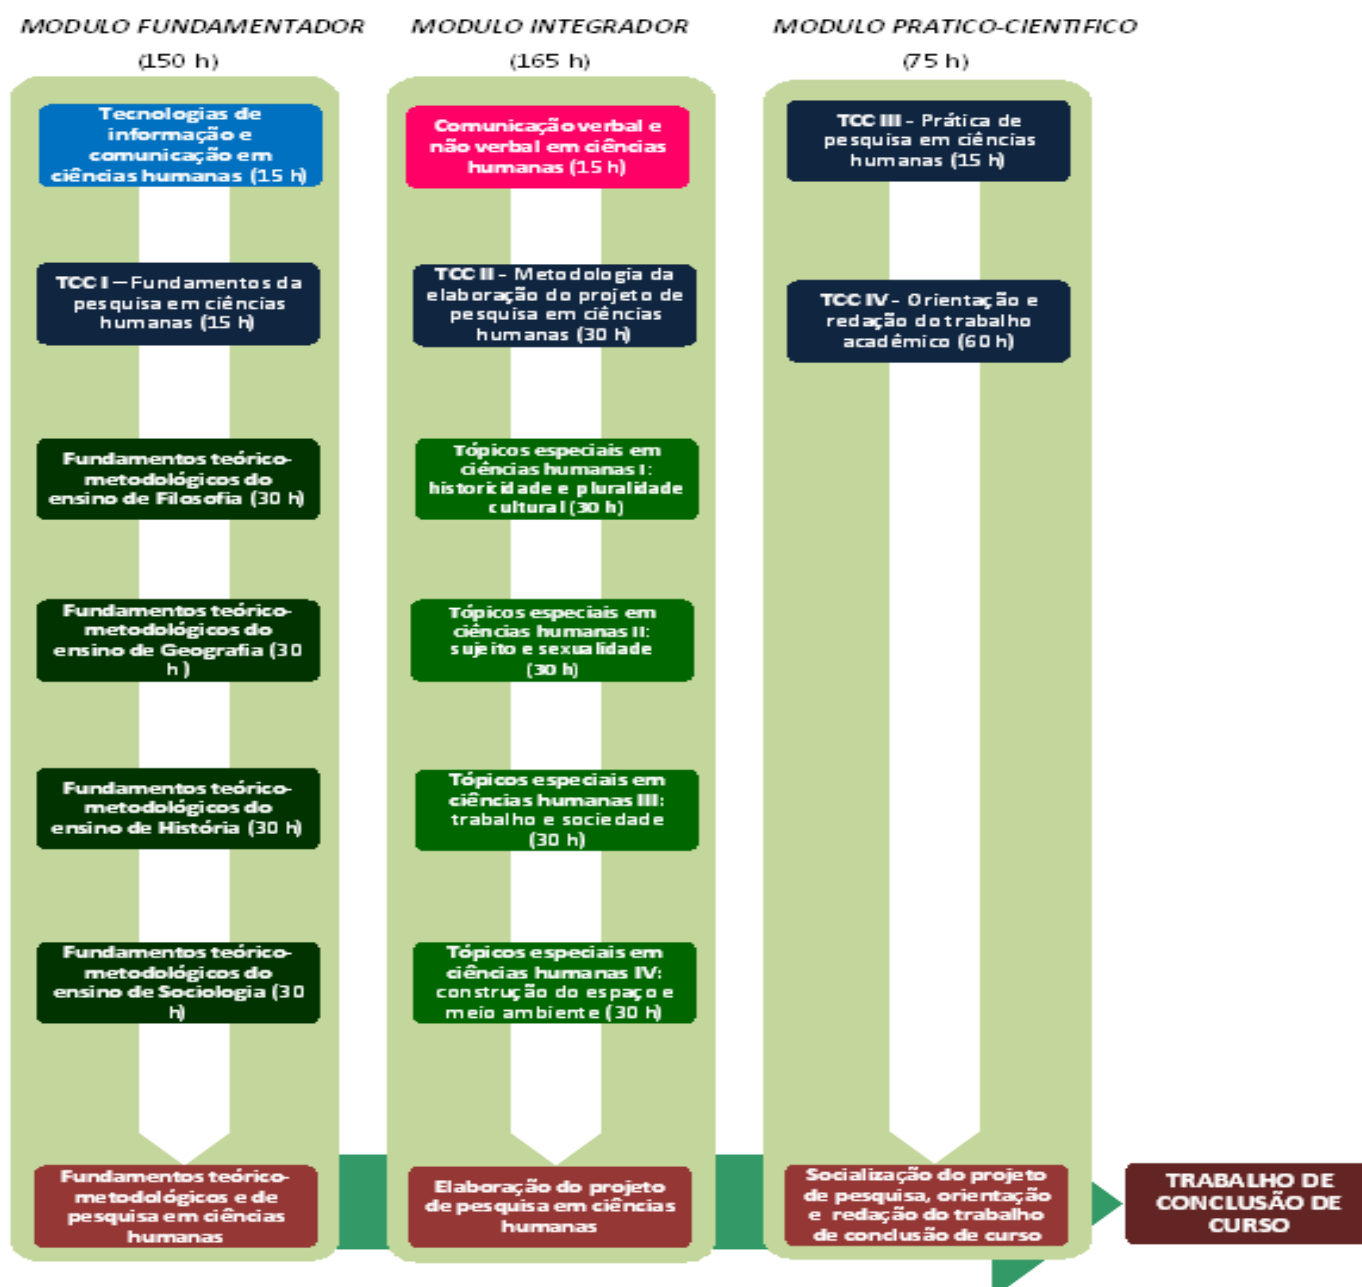 MODULO FUNDAMENTADOR
(150 h)
Tecnologias de
informação e
comunicação em
ciências humanas (15 h)
TCC I – Fundamentos da
pesquisa em ciências
humanas (15 h)
Fundamentos teórico-
metodológicos do
ensino de Filosofia (30 h)
Fundamentos teórico-
metodológicos do
ensino de Geografia (30
h )
Fundamentos teórico-
metodológicos do
ensino de História (30 h)
Fundamentos teórico-
metodológicos do
ensino de Sociologia (30
h)
Fundamentos teórico-
metodológicos e de
pesquisa em ciências
humanas
MODULO INTEGRADOR
(165 h)
Comunicação verbal e
não verbal em ciências
humanas (15 h)
TCC II - Metodologia da
elaboração do projeto de
pesquisa em ciências
humanas (30 h)
Tópicos especiais em
ciências humanas I:
historicidade e pluralidade
cultural (30 h)
Tópicos especiais em
ciências humanas II:
sujeito e sexualidade
(30 h)
Tópicos especiais em
ciências humanas III:
trabalho e sociedade
(30 h)
Tópicos especiais em
ciências humanas IV:
construção do espaço e
meio ambiente (30 h)
Elaboração do projeto
de pesquisa em ciências
humanas
MODULO PRATICO-CIENTIFICO
(75 h)
TCC III - Prática de
pesquisa em ciências
humanas (15 h)
TCC IV - Orientação e
redação do trabalho
acadêmico (60 h)
Socialização do projeto
de pesquisa, orientação
e redação do trabalho
de conclusão de curso
TRABALHO DE
CONCLUSÃO DE
CURSO